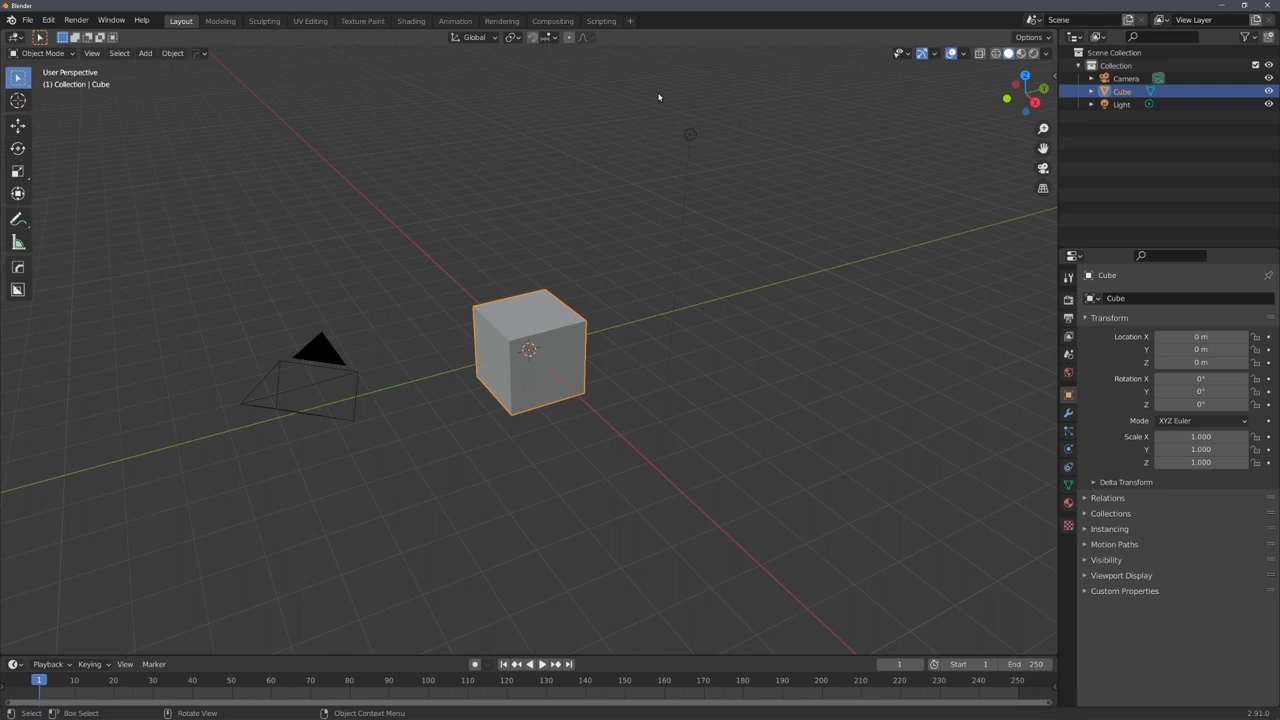 Blender
File Edit Render Window Help Layout Modeling Sculpting UV Editing Texture Paint Shading Animation Rendering Compositing Scripting + Scene View Layer
Global Options
Object Mode View Select Add Object
User Perspective
(1) Collection | Cube
Z
Y
X
Scene Collection
Collection
Camera
Cube
Light
Cube
Cube
Transform
Location X 0 m
Y 0 m
Z 0 m
Rotation X 0°
Y 0°
Z 0°
Mode XYZ Euler
Scale X 1.000
Y 1.000
Z 1.000
Delta Transform
Relations
Collections
Instancing
Motion Paths
Visibility
Viewport Display
Custom Properties
Playback Keying View Marker 1 Start 1 End 250
1 10 20 30 40 50 60 70 80 90 100 110 120 130 140 150 160 170 180 190 200 210 220 230 240 250
Select Box Select Rotate View Object Context Menu 2.91.0